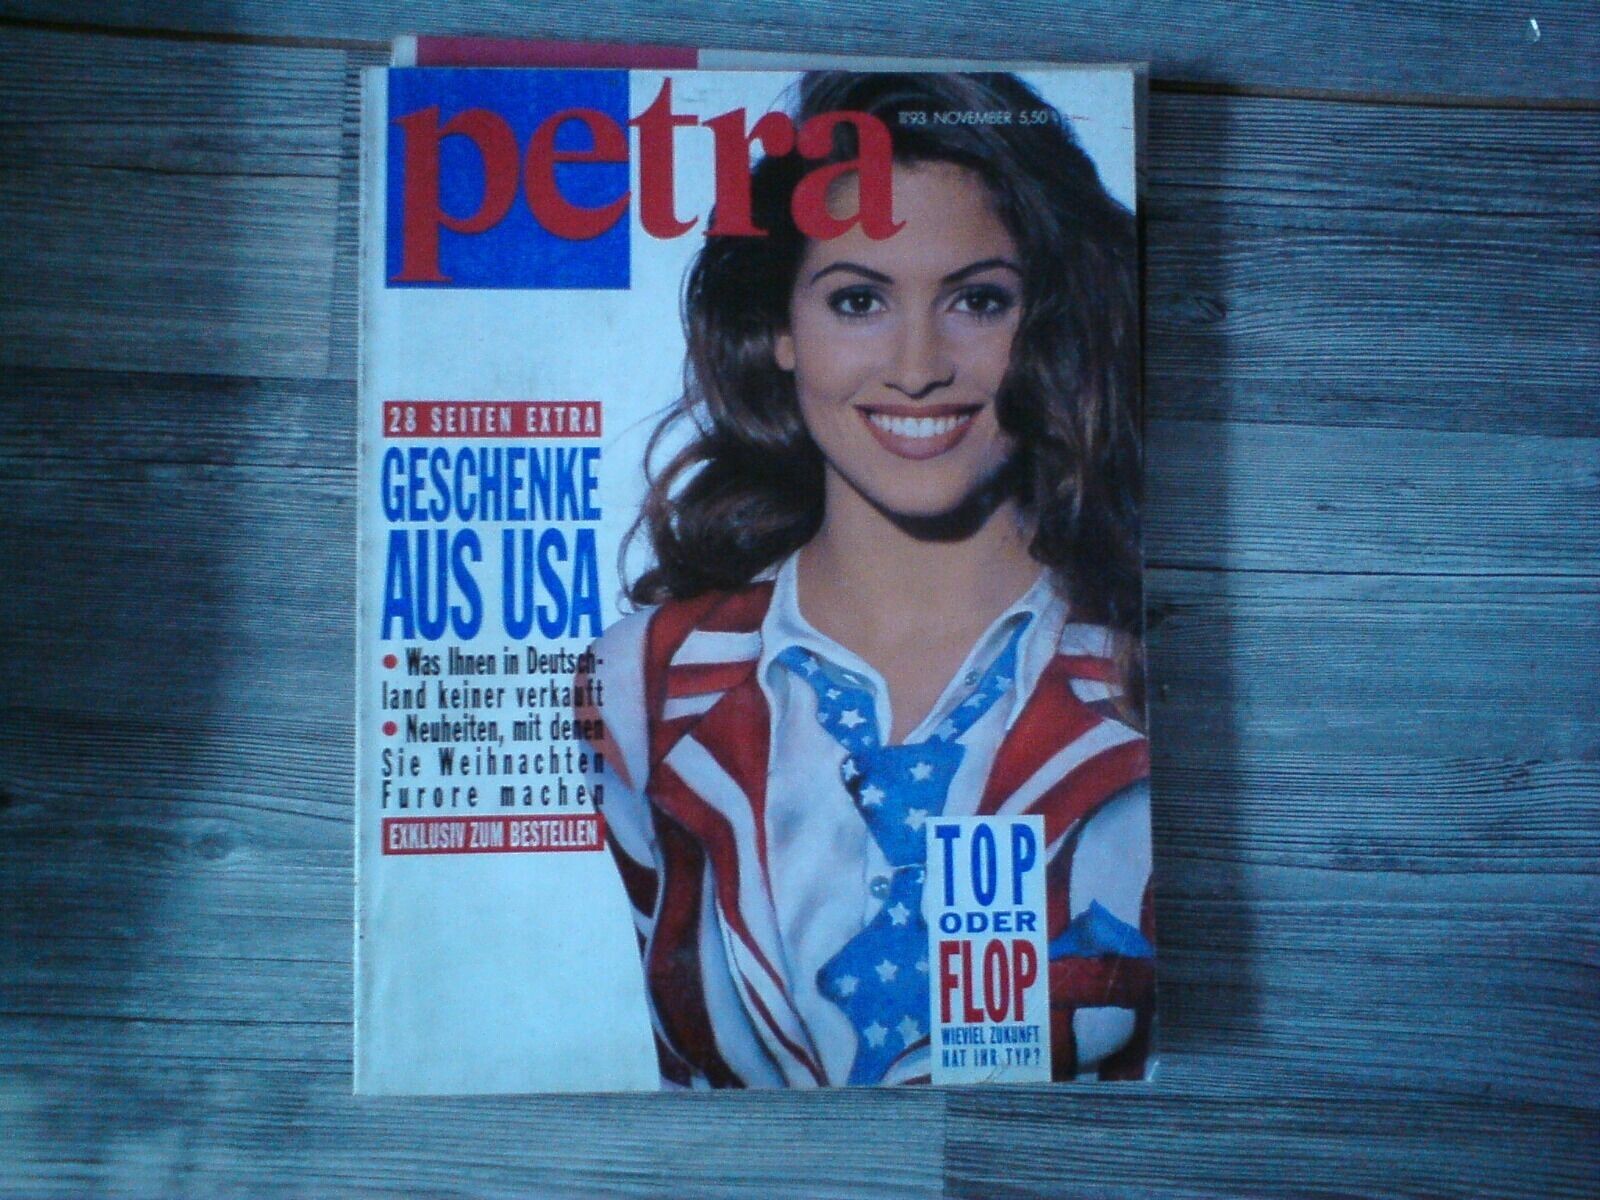 petra
11'93 NOVEMBER 5,50
28 SEITEN EXTRA
GESCHENKE
AUS USA
• Was Ihnen in Deutsch-
land keiner verkauft
• Neuheiten, mit denen
Sie Weihnachten
Furore machen
EXKLUSIV ZUM BESTELLEN
TOP
ODER
FLOP
WIEVIEL ZUKUNFT
HAT IHR TYP?